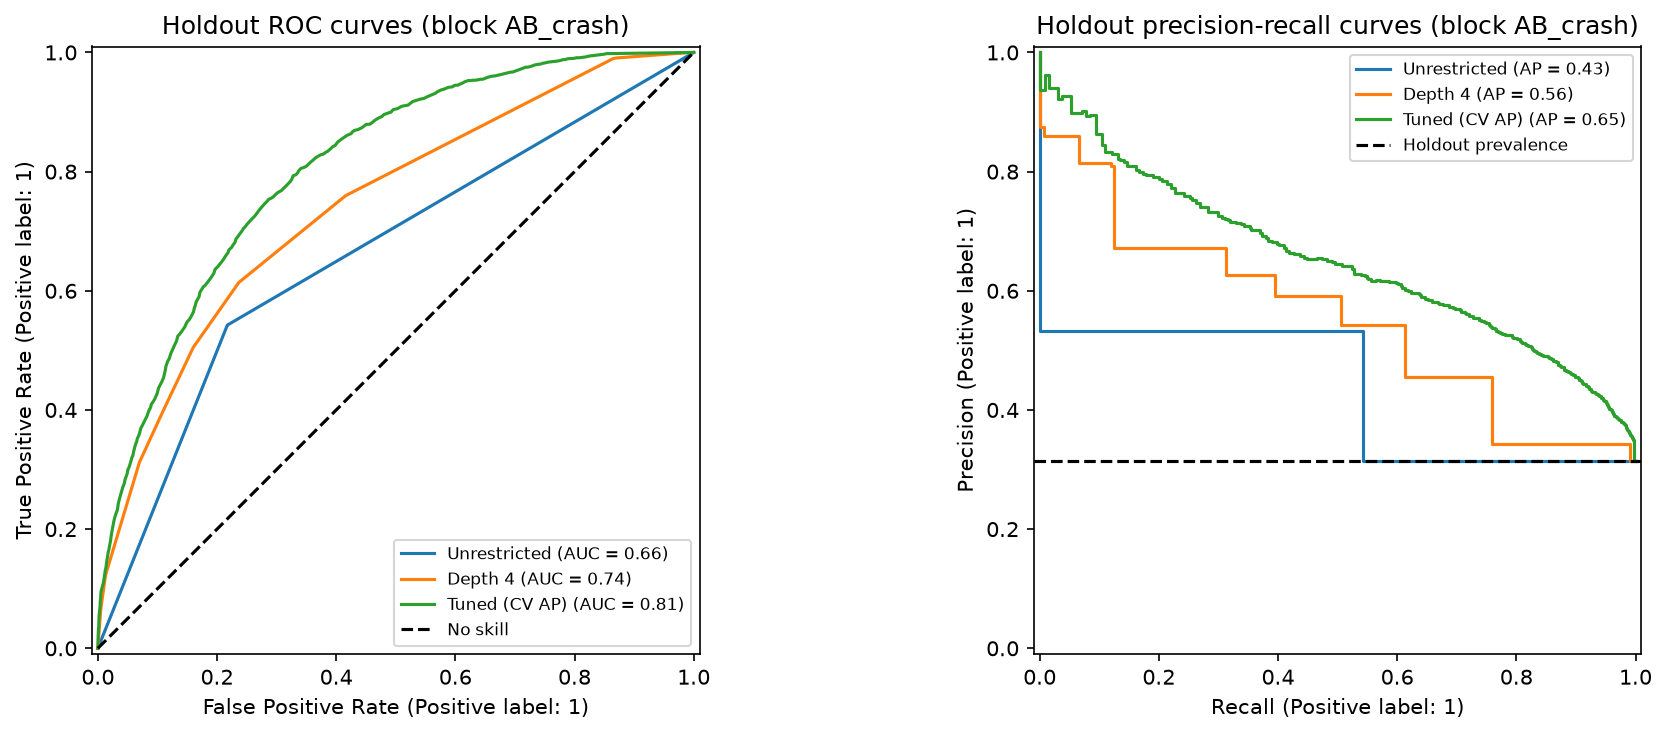 Holdout ROC curves (block AB_crash)
1.0
0.8
0.6
0.4
0.2
0.0
True Positive Rate (Positive label: 1)
Unrestricted (AUC = 0.66)
Depth 4 (AUC = 0.74)
Tuned (CV AP) (AUC = 0.81)
No skill
0.0 0.2 0.4 0.6 0.8 1.0
False Positive Rate (Positive label: 1)
Holdout precision-recall curves (block AB_crash)
1.0
0.8
0.6
0.4
0.2
0.0
Precision (Positive label: 1)
Unrestricted (AP = 0.43)
Depth 4 (AP = 0.56)
Tuned (CV AP) (AP = 0.65)
Holdout prevalence
0.0 0.2 0.4 0.6 0.8 1.0
Recall (Positive label: 1)